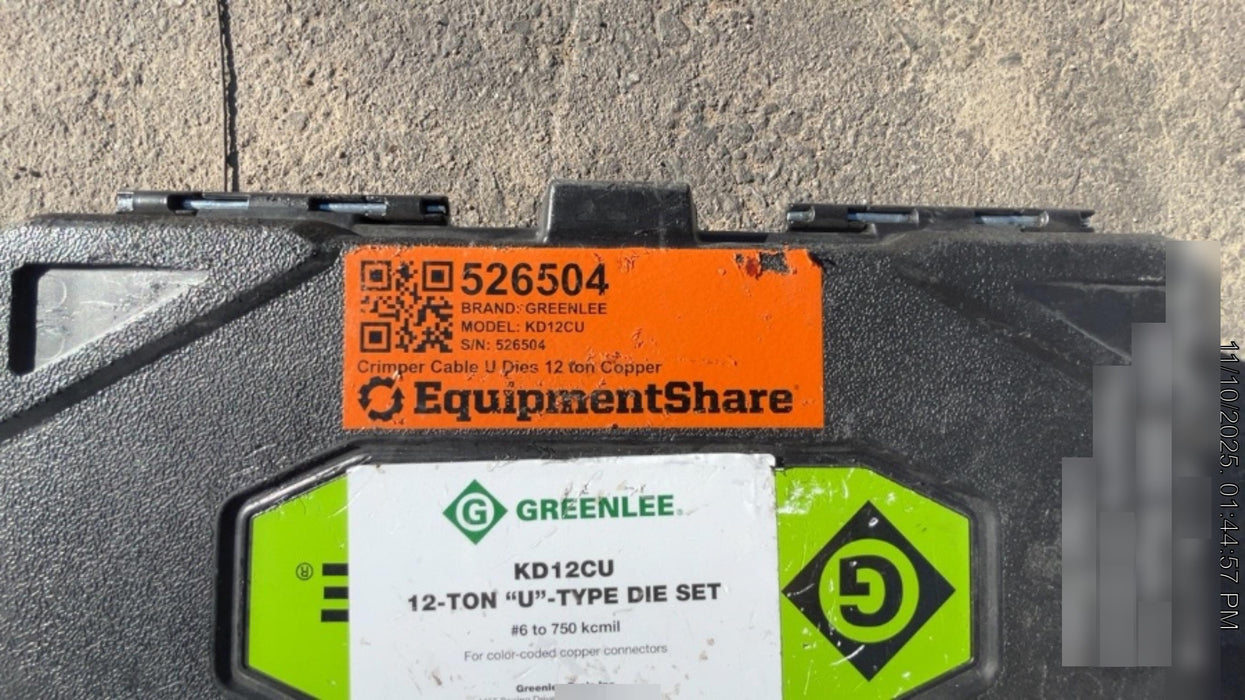 526504
BRAND: GREENLEE
MODEL: KD12CU
S/N: 526504
Crimper Cable U Dies 12 ton Copper
EquipmentShare
G GREENLEE®
KD12CU
12-TON “U”-TYPE DIE SET
#6 to 750 kcmil
For color-coded copper connectors
®
G
11/10/2025, 01:44:57 PM